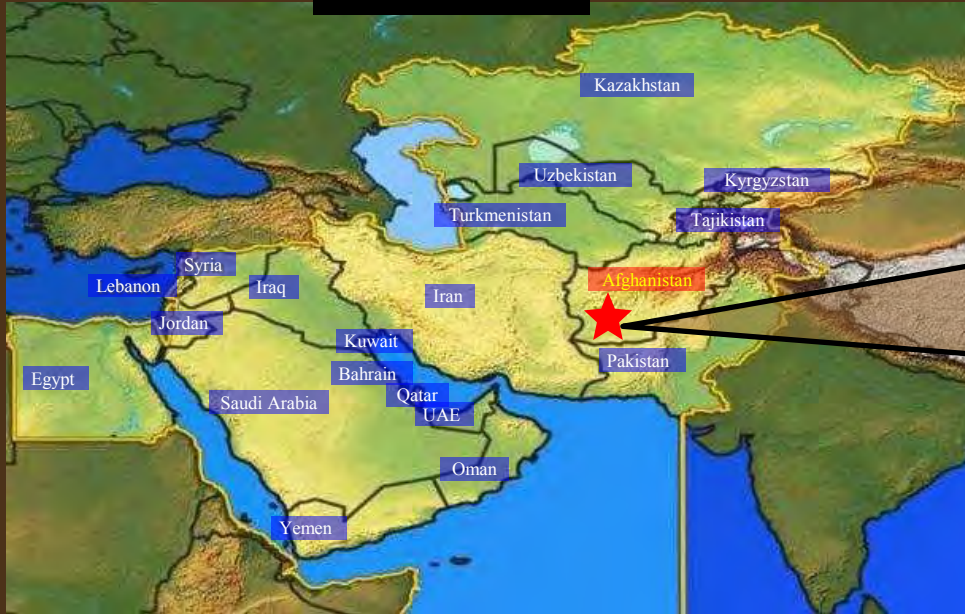 Kazakhstan
Uzbekistan
Kyrgyzstan
Turkmenistan
Tajikistan
Syria
Afghanistan
Lebanon
Iraq
Iran
Jordan
Kuwait
Pakistan
Bahrain
Egypt
Qatar
Saudi Arabia
UAE
Oman
Yemen